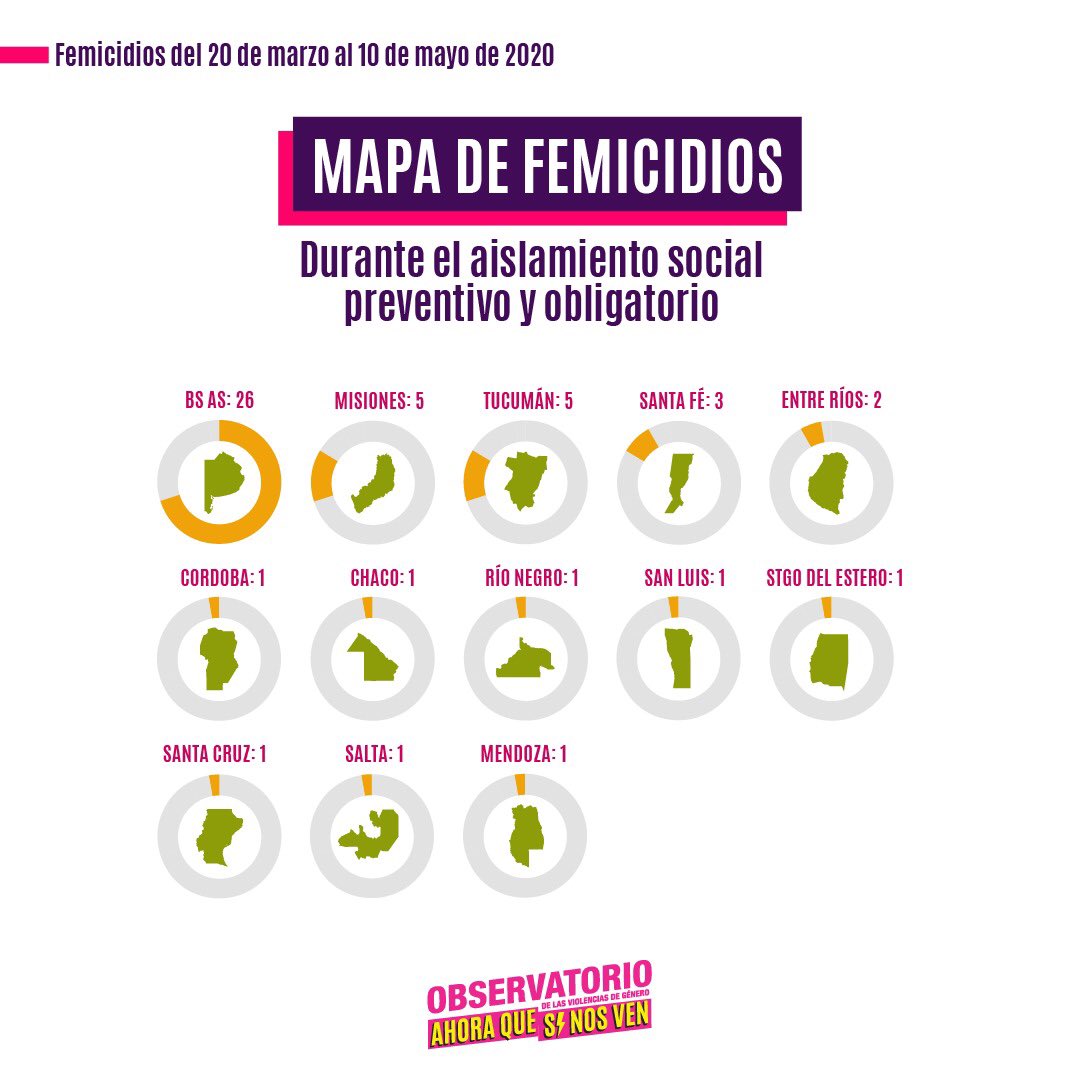 Femicidios del 20 de marzo al 10 de mayo de 2020
MAPA DE FEMICIDIOS
Durante el aislamiento social
preventivo y obligatorio
BS AS: 26
MISIONES: 5
TUCUMÁN: 5
SANTA FÉ: 3
ENTRE RÍOS: 2
CORDOBA: 1
CHACO: 1
RÍO NEGRO: 1
SAN LUIS: 1
STGO DEL ESTERO: 1
SANTA CRUZ: 1
SALTA: 1
MENDOZA: 1
OBSERVATORIO
DE LAS VIOLENCIAS DE GÉNERO
AHORA QUE SÍ NOS VEN